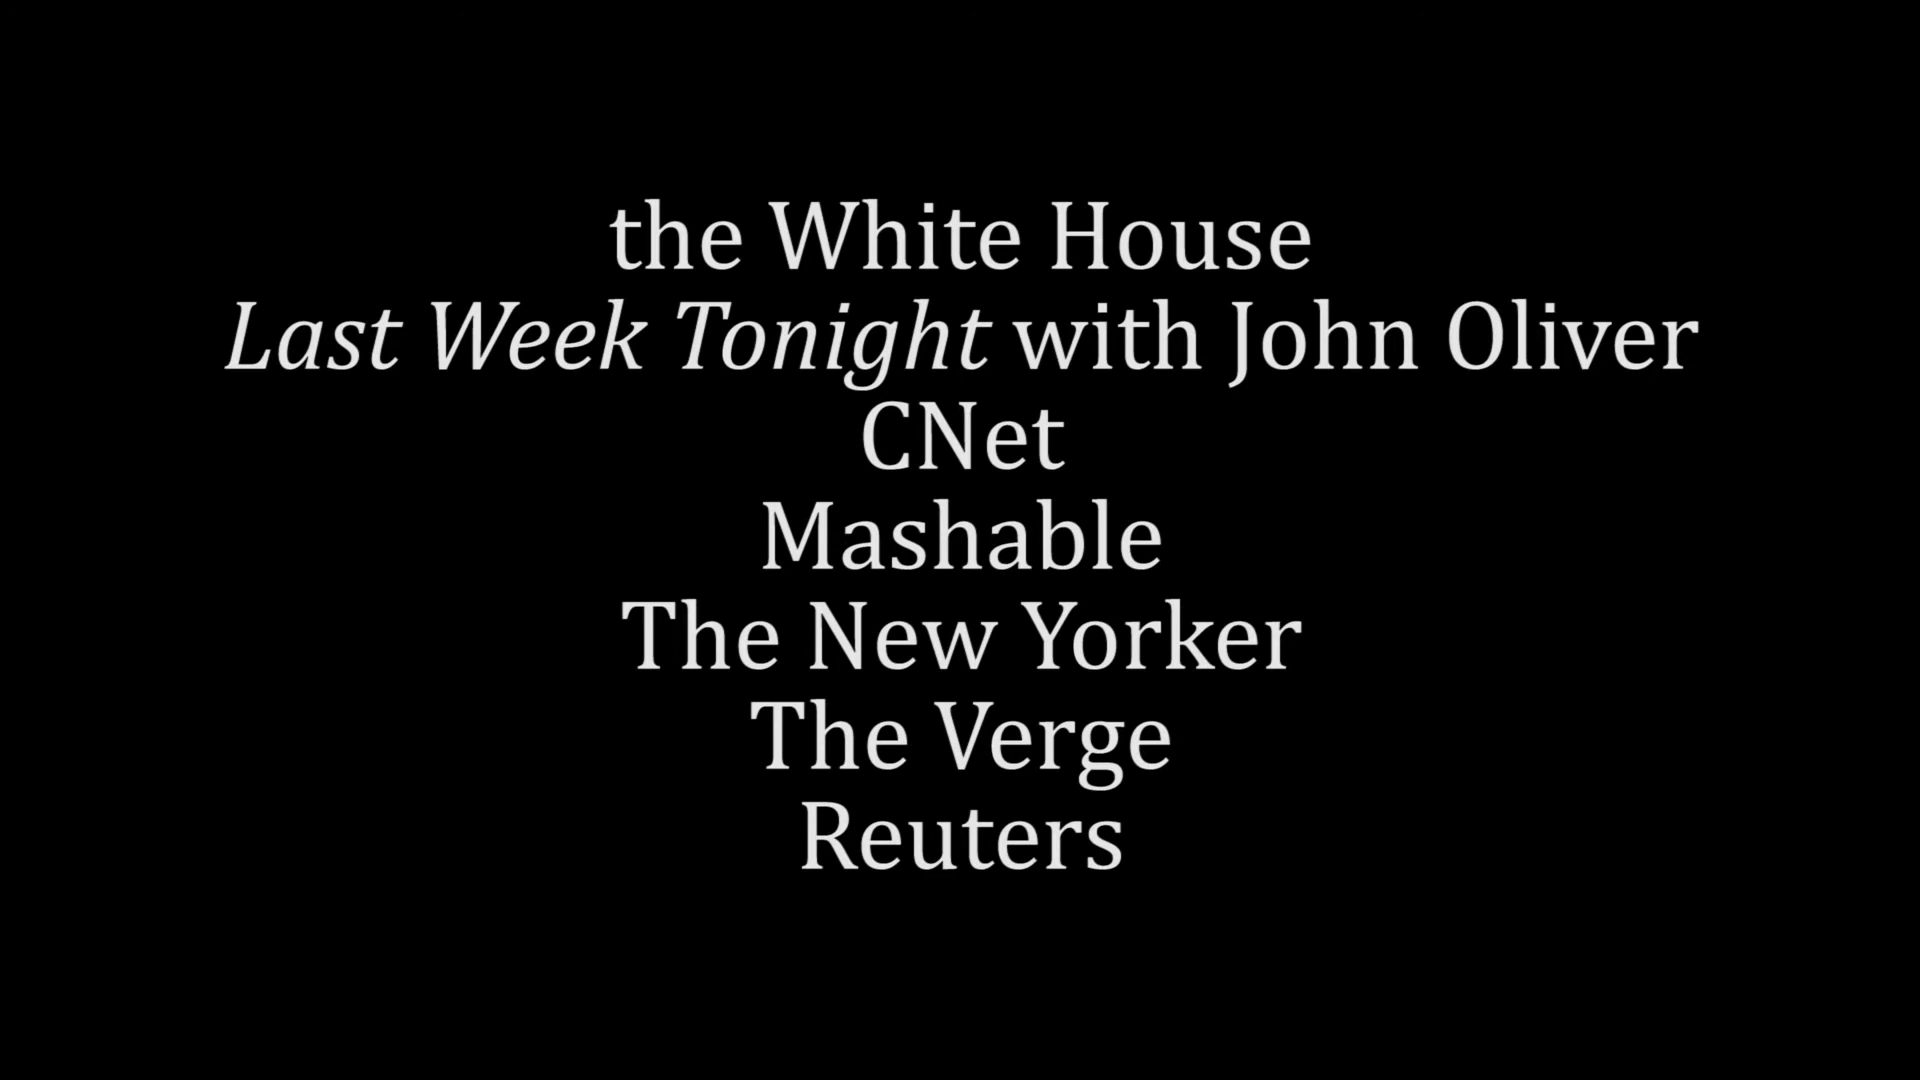 the White House
Last Week Tonight with John Oliver
CNet
Mashable
The New Yorker
The Verge
Reuters